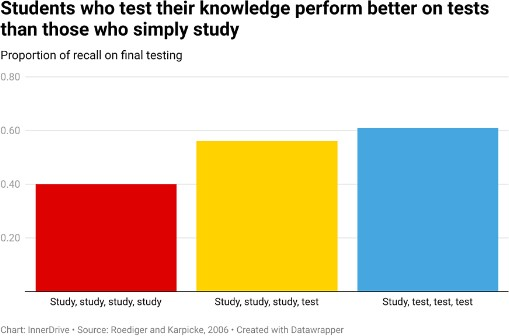 Students who test their knowledge perform better on tests
than those who simply study
Proportion of recall on final testing
0.80
0.60
0.40
0.20
Study, study, study, study
Study, study, study, test
Study, test, test, test
Chart: InnerDrive • Source: Roediger and Karpicke, 2006 • Created with Datawrapper